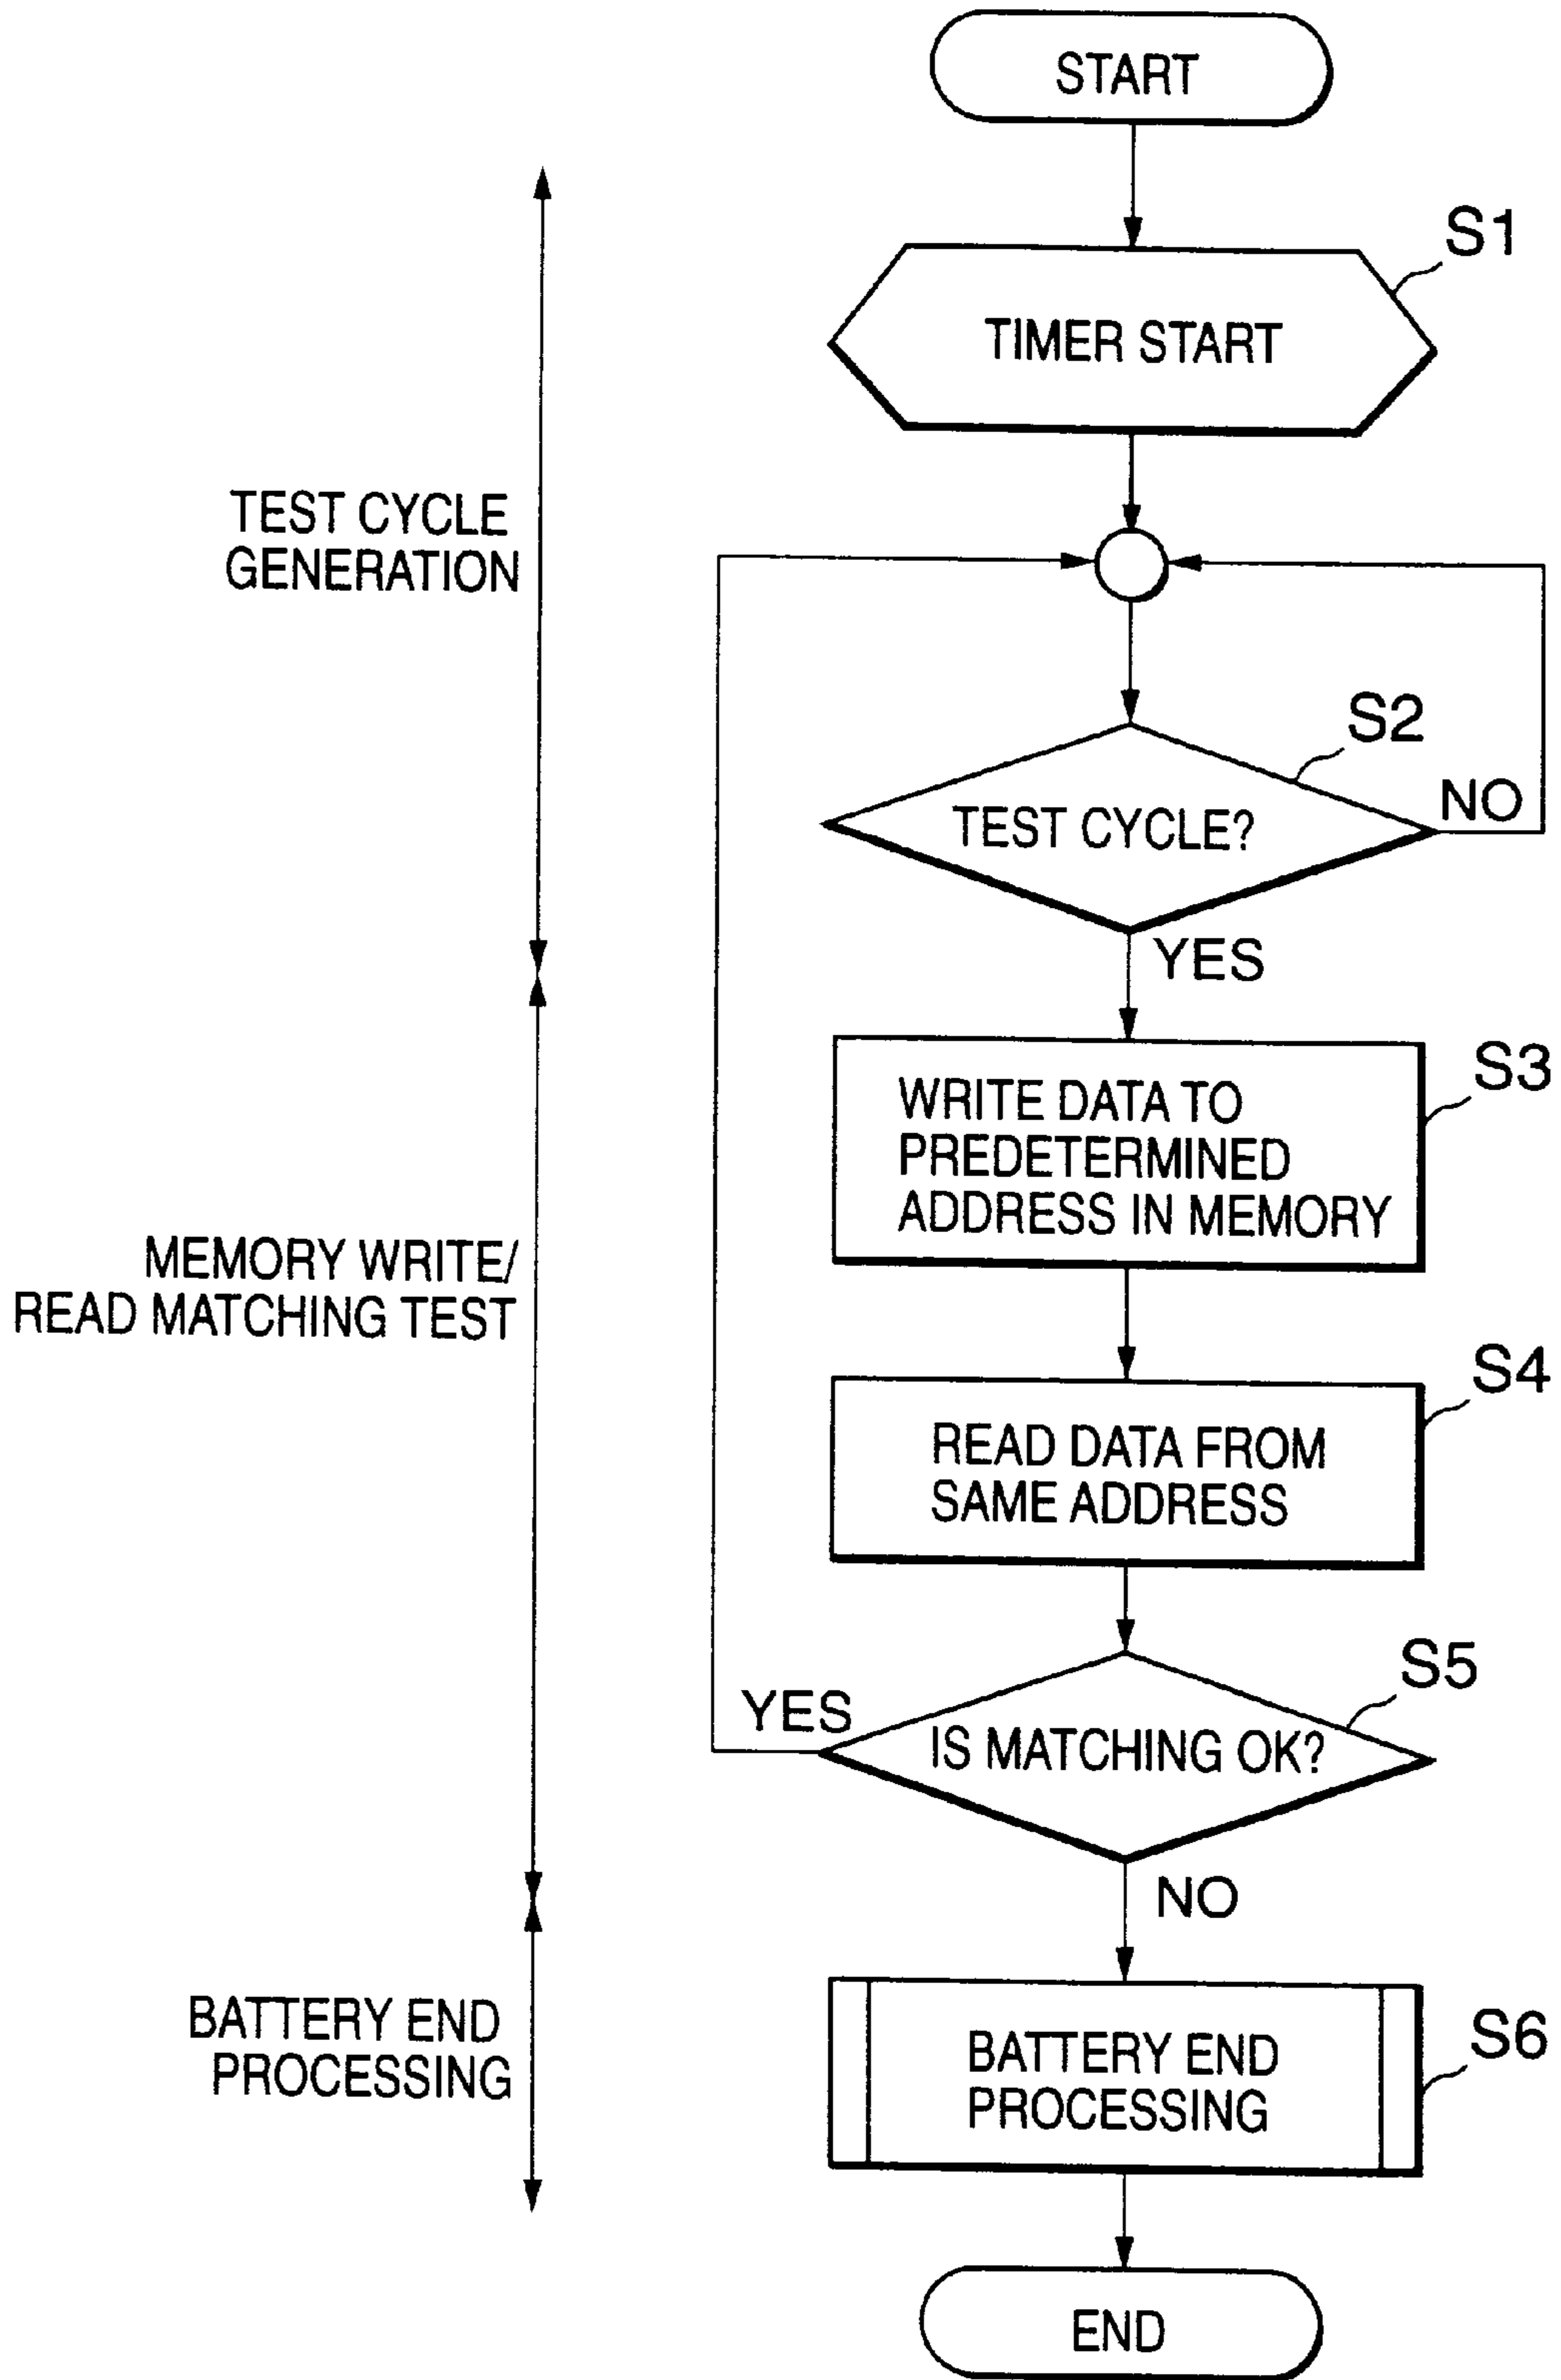 START
S1
TIMER START
TEST CYCLE
GENERATION
S2
TEST CYCLE?
NO
YES
S3
WRITE DATA TO
PREDETERMINED
ADDRESS IN MEMORY
MEMORY WRITE/
READ MATCHING TEST
S4
READ DATA FROM
SAME ADDRESS
S5
YES
IS MATCHING OK?
NO
BATTERY END
PROCESSING
S6
BATTERY END
PROCESSING
END